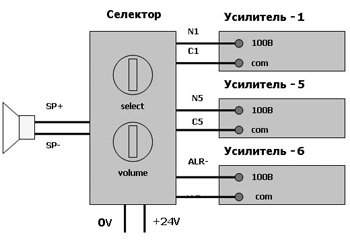 Селектор
Усилитель - 1
N1
100В
C1
com
select
Усилитель - 5
N5
100В
SP+
C5
com
SP-
volume
Усилитель - 6
ALR-
100В
com
0V
+24V